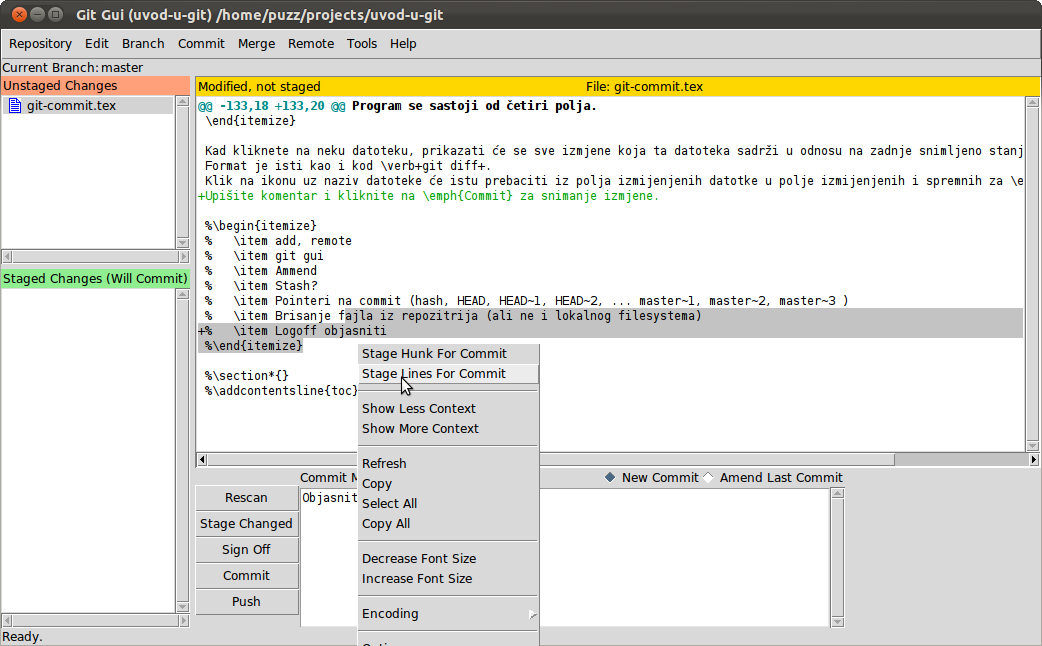 Git Gui (uvod-u-git) /home/puzz/projects/uvod-u-git
Repository Edit Branch Commit Merge Remote Tools Help
Current Branch: master
Unstaged Changes
git-commit.tex
Staged Changes (Will Commit)
Modified, not staged File: git-commit.tex
@@ -133,18 +133,20 @@ Program se sastoji od četiri polja.
\end{itemize}
Kad kliknete na neku datoteku, prikazati će se sve izmjene koja ta datoteka sadrži u odnosu na zadnje snimljeno stanj
Format je isti kao i kod \verb+git diff+.
Klik na ikonu uz naziv datoteke će istu prebaciti iz polja izmijenjenih datotke u polje izmijenjenih i spremnih za \e
+Upišite komentar i kliknite na \emph{Commit} za snimanje izmjene.
%\begin{itemize}
% \item add, remote
% \item git gui
% \item Ammend
% \item Stash?
% \item Pointeri na commit (hash, HEAD, HEAD~1, HEAD~2, ... master~1, master~2, master~3 )
% \item Brisanje fajla iz repozitrija (ali ne i lokalnog filesystema)
+% \item Logoff objasniti
%\end{itemize}
%\section*{}
%\addcontentsline{toc}
Stage Hunk For Commit
Stage Lines For Commit
Show Less Context
Show More Context
Refresh
Copy
Select All
Copy All
Decrease Font Size
Increase Font Size
Encoding
Commit M
New Commit Amend Last Commit
Objasnit
Rescan
Stage Changed
Sign Off
Commit
Push
Ready.